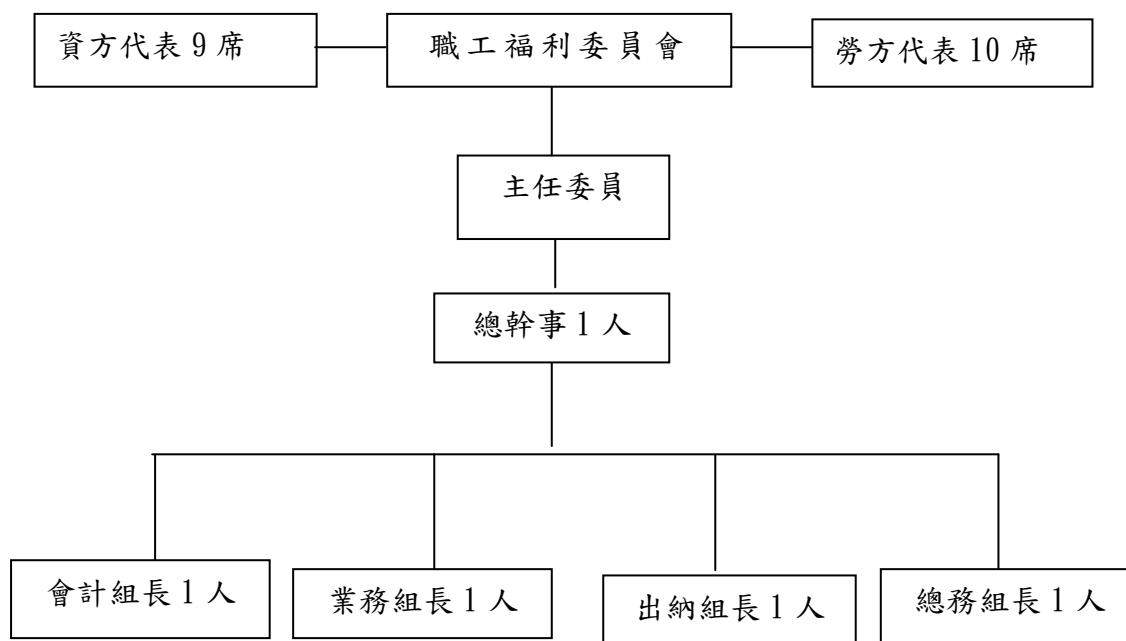 資方代表 9 席
職工福利委員會
勞方代表 10 席
主任委員
總幹事 1 人
會計組長 1 人
業務組長 1 人
出納組長 1 人
總務組長 1 人